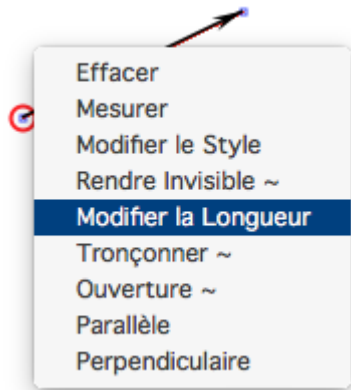 Effacer
Mesurer
Modifier le Style
Rendre Invisible ~
Modifier la Longueur
Tronçonner ~
Ouverture ~
Parallèle
Perpendiculaire